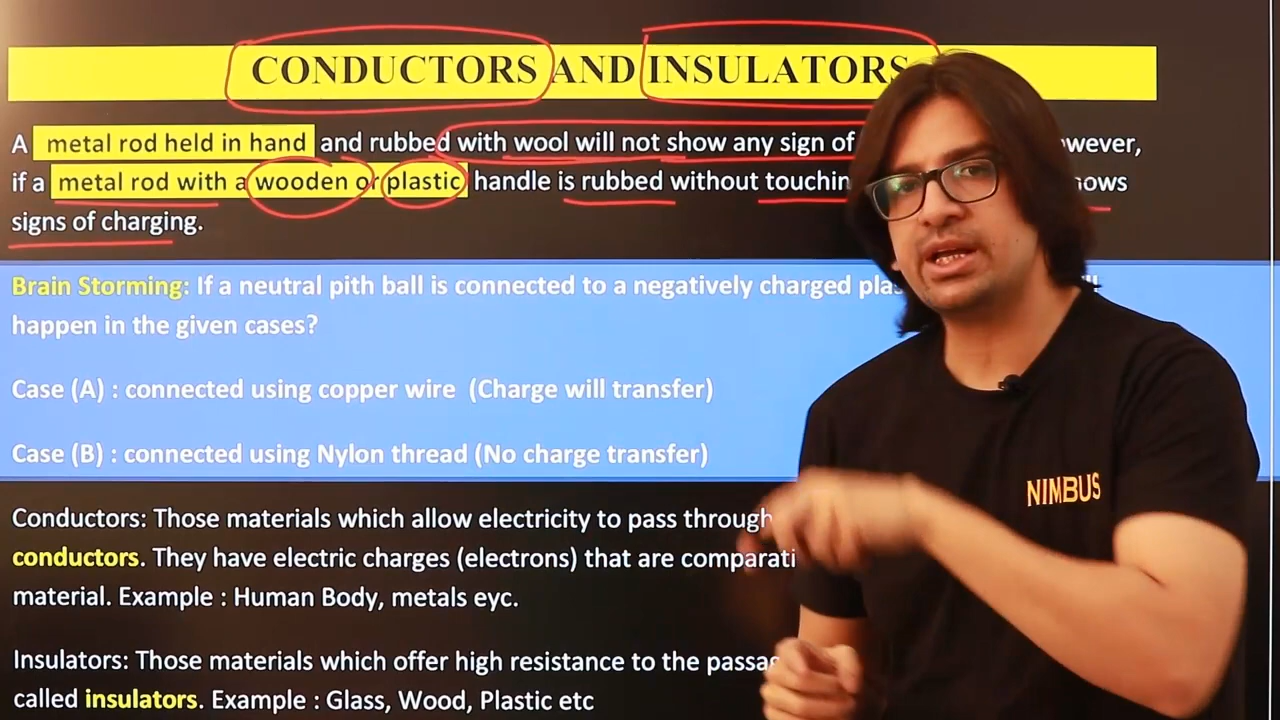 CONDUCTORS AND INSULATORS
A metal rod held in hand and rubbed with wool will not show any sign of
if a metal rod with a wooden or plastic handle is rubbed without
signs of charging.
Brain Storming: If a neutral pith ball is connected to a negatively charged
happen in the given cases?
Case (A) : connected using copper wire (Charge will transfer)
Case (B) : connected using Nylon thread (No charge transfer)
Conductors: Those materials which allow electricity to pass through
conductors. They have electric charges (electrons) that are
material. Example : Human Body, metals eyc.
Insulators: Those materials which offer high resistance to the
called insulators. Example : Glass, Wood, Plastic etc
NIMBUS